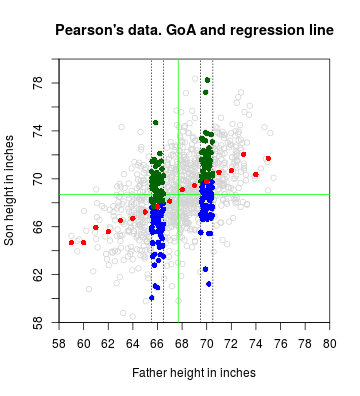 Pearson's data. GoA and regression line
78
74
70
66
62
58
Son height in inches
58 60 62 64 66 68 70 72 74 76 78 80
Father height in inches